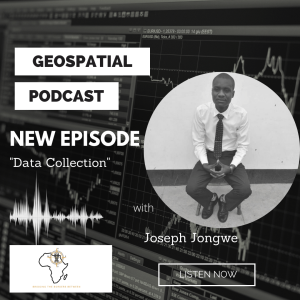 GEOSPATIAL
PODCAST
NEW EPISODE
"Data Collection"
with
Joseph Jongwe
LISTEN NOW